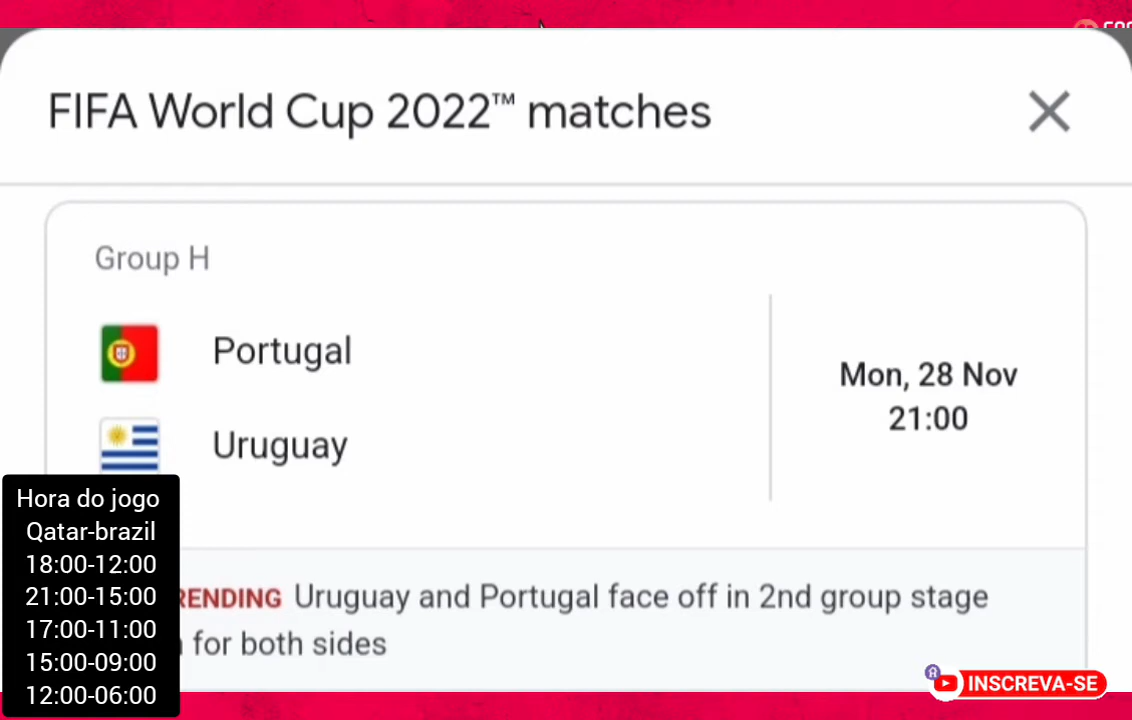 FIFA World Cup 2022™ matches
Group H
Portugal
Mon, 28 Nov
21:00
Uruguay
Hora do jogo
Qatar-brazil
18:00-12:00
21:00-15:00
17:00-11:00
15:00-09:00
12:00-06:00
RENDING Uruguay and Portugal face off in 2nd group stage
for both sides
INSCREVA-SE